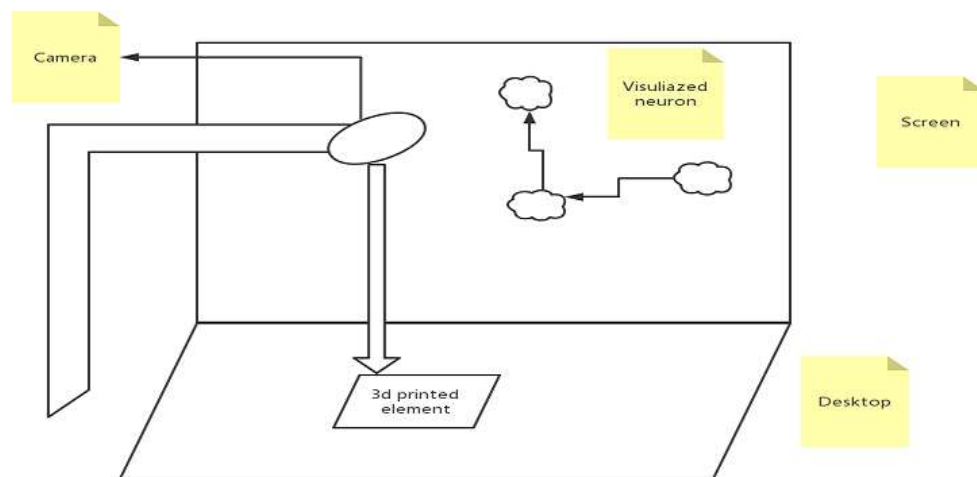 Camera
Visuliazed
neuron
Screen
3d printed
element
Desktop